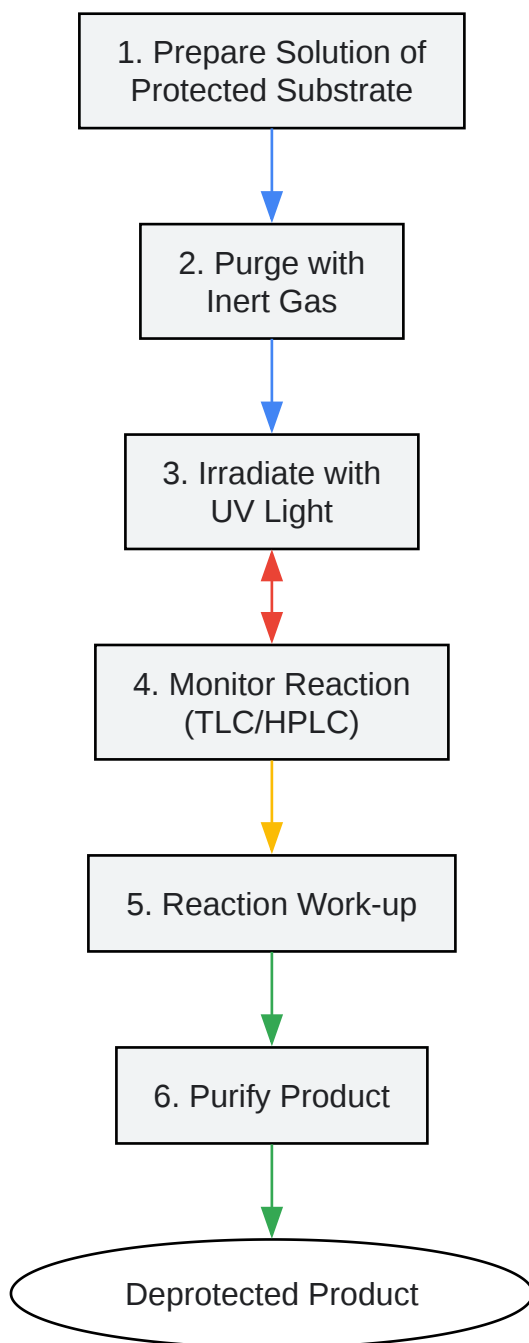 1. Prepare Solution of
Protected Substrate
2. Purge with
Inert Gas
3. Irradiate with
UV Light
4. Monitor Reaction
(TLC/HPLC)
5. Reaction Work-up
6. Purify Product
Deprotected Product